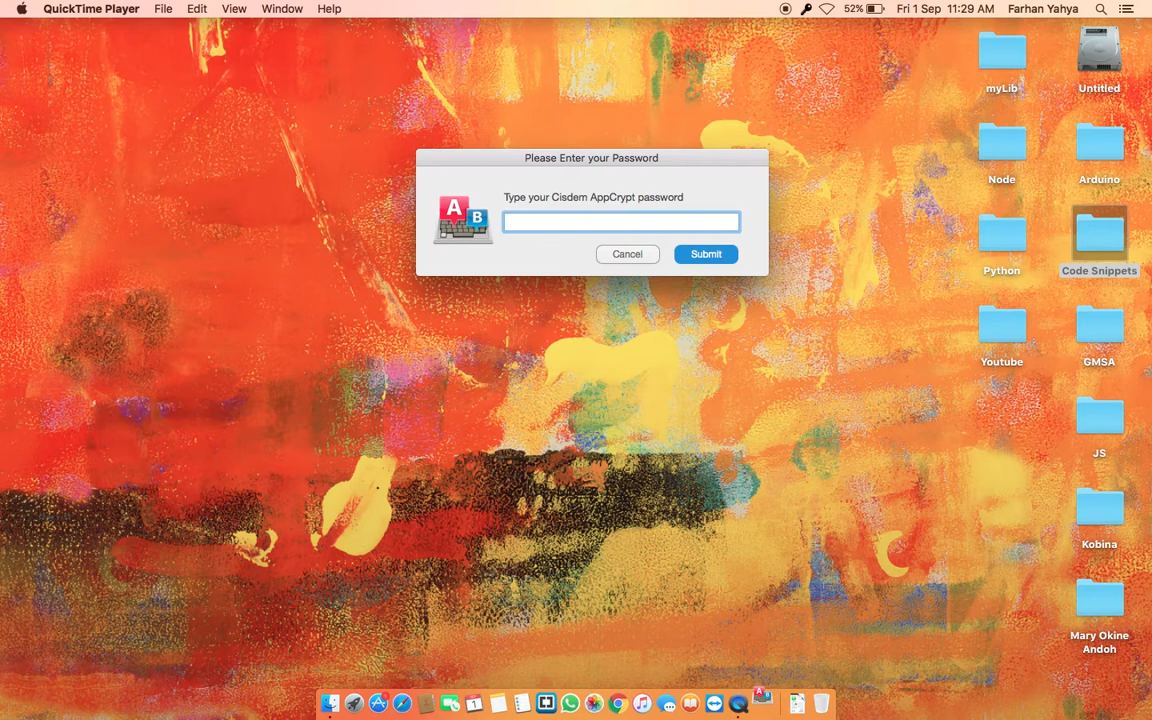 QuickTime Player File Edit View Window Help 52% Fri 1 Sep 11:29 AM Farhan Yahya
myLib Untitled
Please Enter your Password
Type your Cisdem AppCrypt password
A
B
Cancel Submit
Node Arduino
Python Code Snippets
Youtube GMSA
JS
Kobina
Mary Okine
Andoh
1